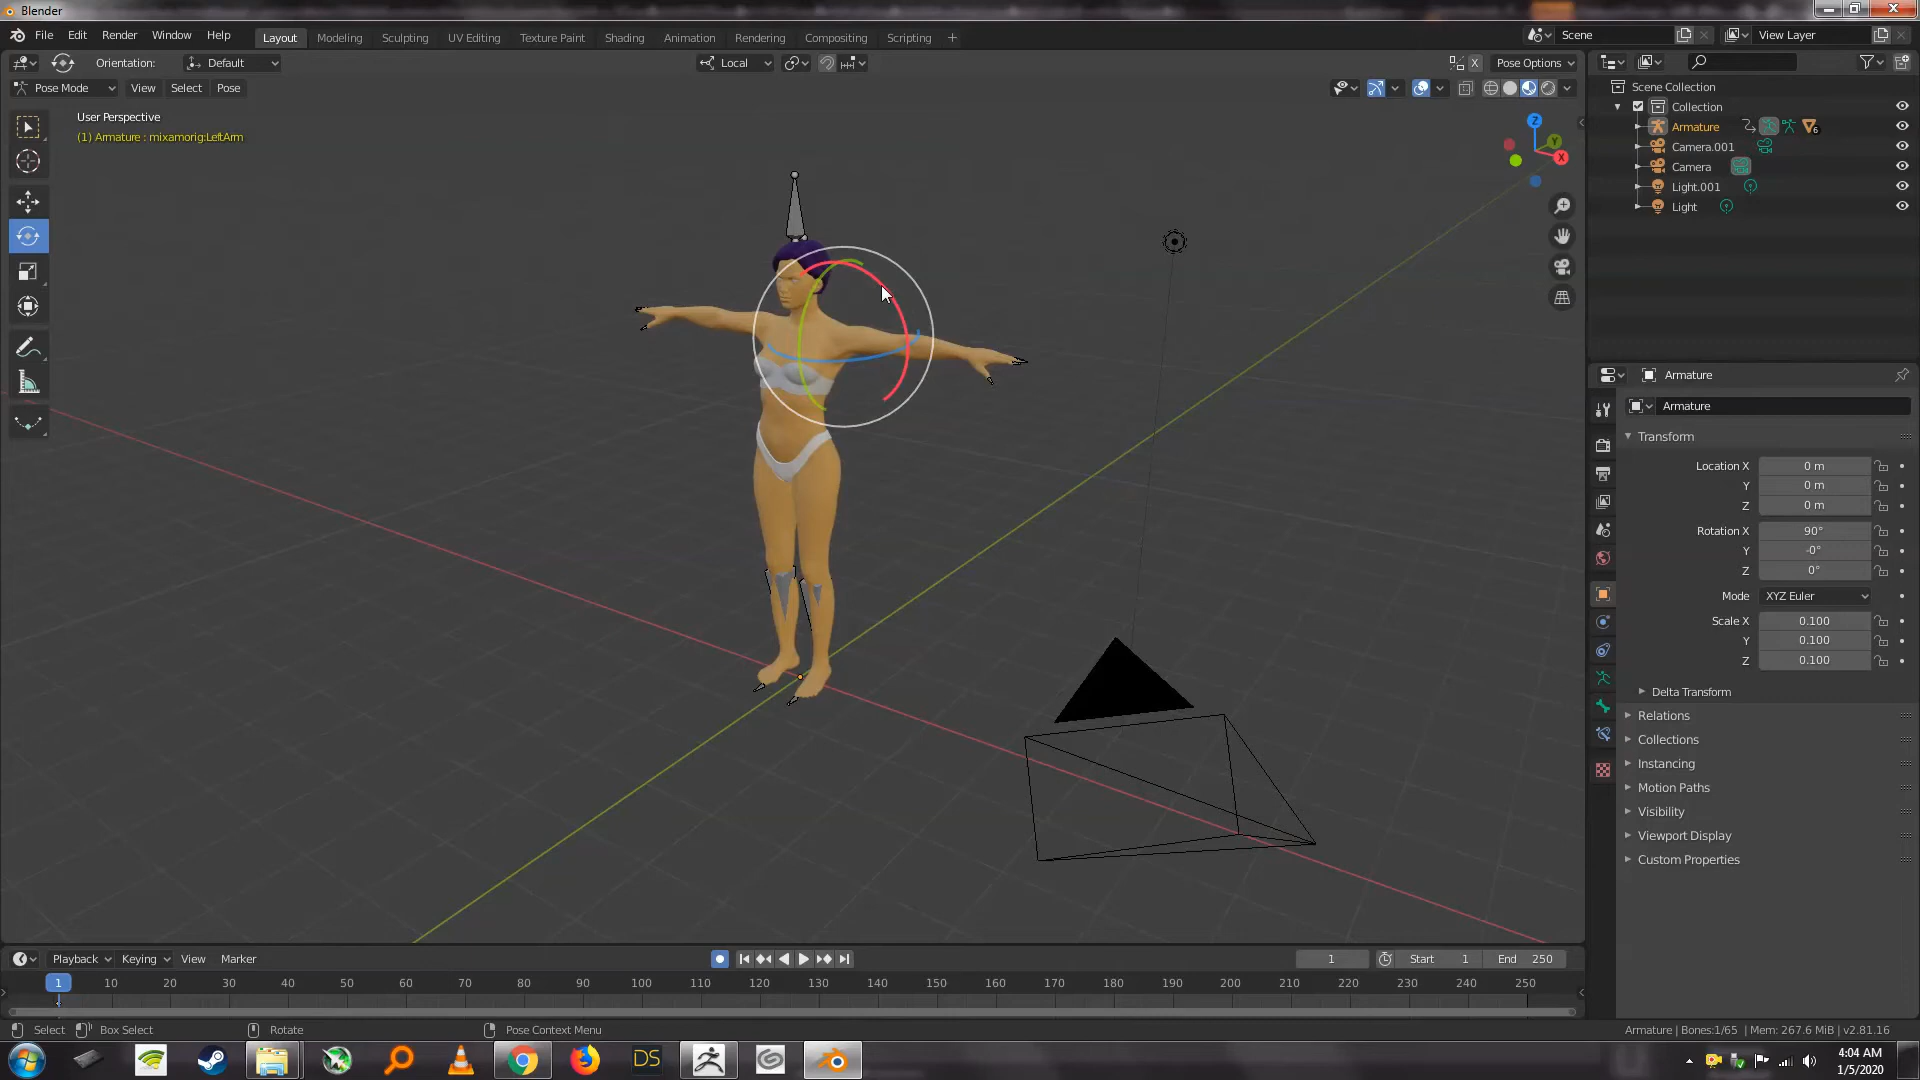 Blender
File Edit Render Window Help
Layout Modeling Sculpting UV Editing Texture Paint Shading Animation Rendering Compositing Scripting +
Scene
View Layer
Orientation: Default
Local
X Pose Options
Pose Mode View Select Pose
User Perspective
(1) Armature : mixamorig:LeftArm
Z
Y
X
Scene Collection
Collection
Armature 6
Camera.001
Camera
Light.001
Light
Armature
Armature
Transform
Location X 0 m
Y 0 m
Z 0 m
Rotation X 90°
Y -0°
Z 0°
Mode XYZ Euler
Scale X 0.100
Y 0.100
Z 0.100
Delta Transform
Relations
Collections
Instancing
Motion Paths
Visibility
Viewport Display
Custom Properties
Playback Keying View Marker
1 Start 1 End 250
1 10 20 30 40 50 60 70 80 90 100 110 120 130 140 150 160 170 180 190 200 210 220 230 240 250
Select Box Select Rotate Pose Context Menu
Armature | Bones:1/65 | Mem: 267.6 MiB | v2.81.16
DS
4:04 AM
1/5/2020